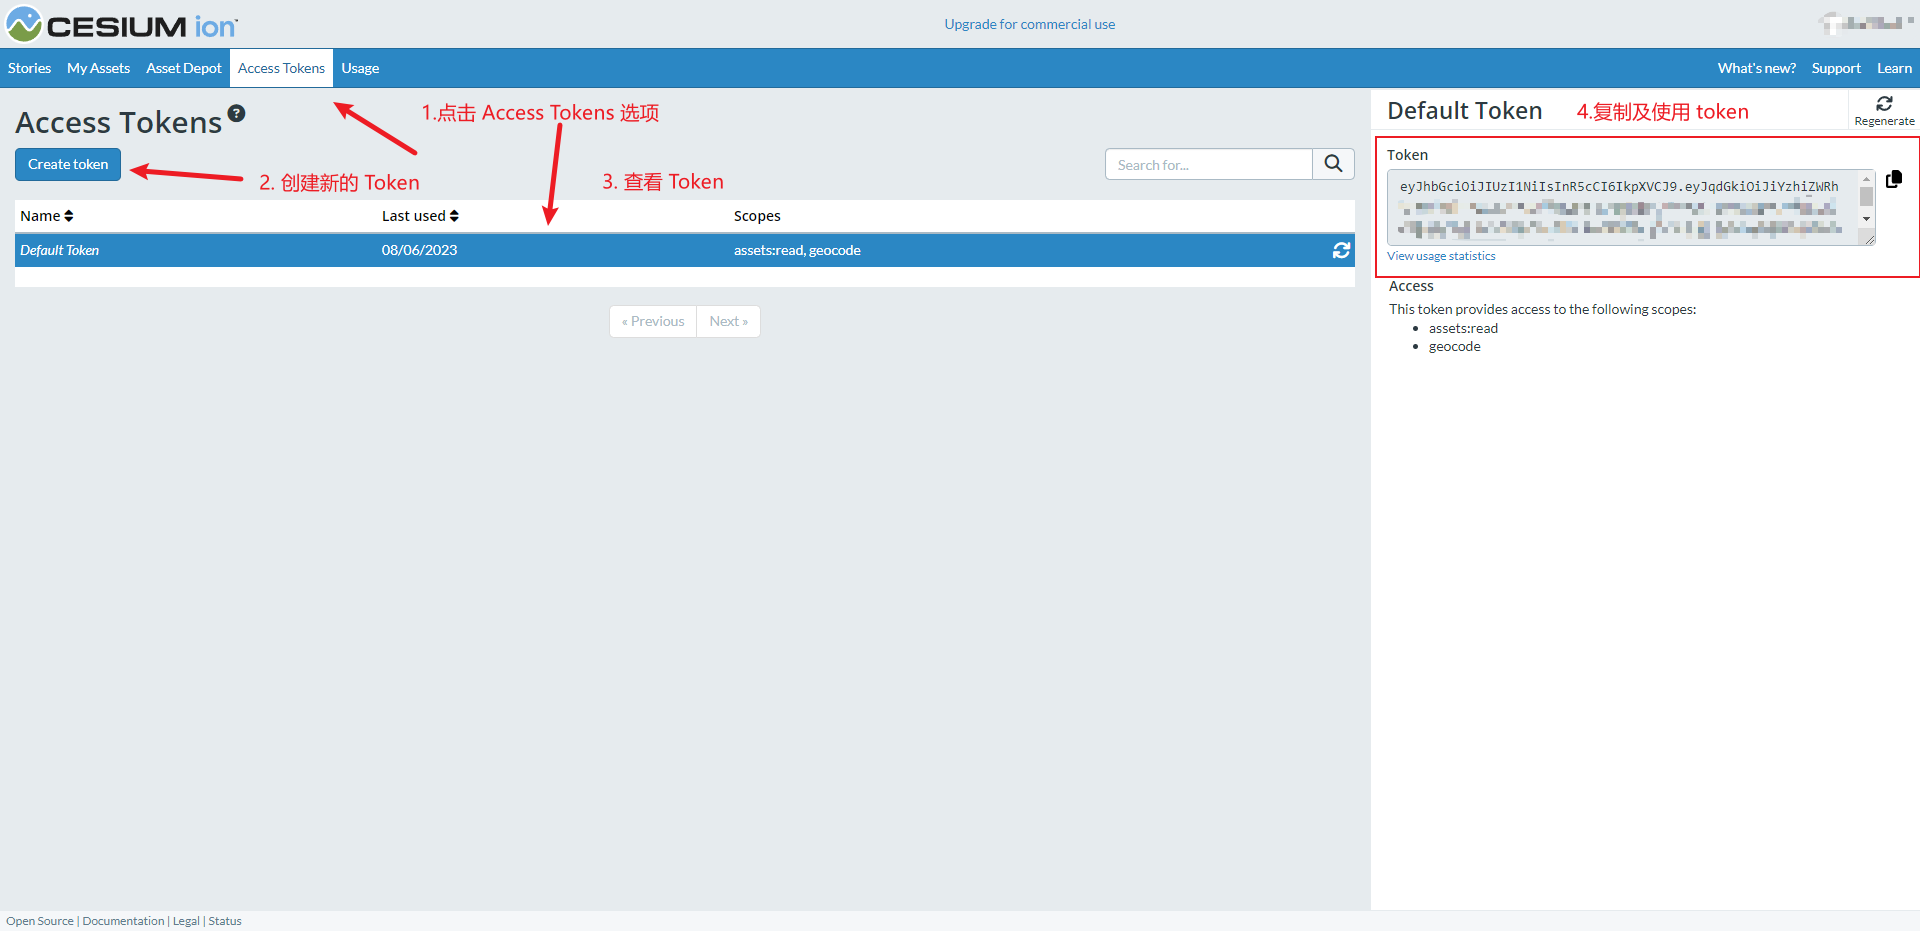 CESIUM ion
Upgrade for commercial use
Stories My Assets Asset Depot Access Tokens Usage What's new? Support Learn
Access Tokens ?
1.点击 Access Tokens 选项
Default Token
4.复制及使用 token
Regenerate
Create token
2. 创建新的 Token
3. 查看 Token
Search for...
Name Last used Scopes
Default Token 08/06/2023 assets:read, geocode
« Previous Next »
Token
eyJhbGciOiJIUzI1NiIsInR5cCI6IkpXVCJ9.eyJqdGkiOiJiYzhiZWRh
View usage statistics
Access
This token provides access to the following scopes:
assets:read
geocode
Open Source | Documentation | Legal | Status